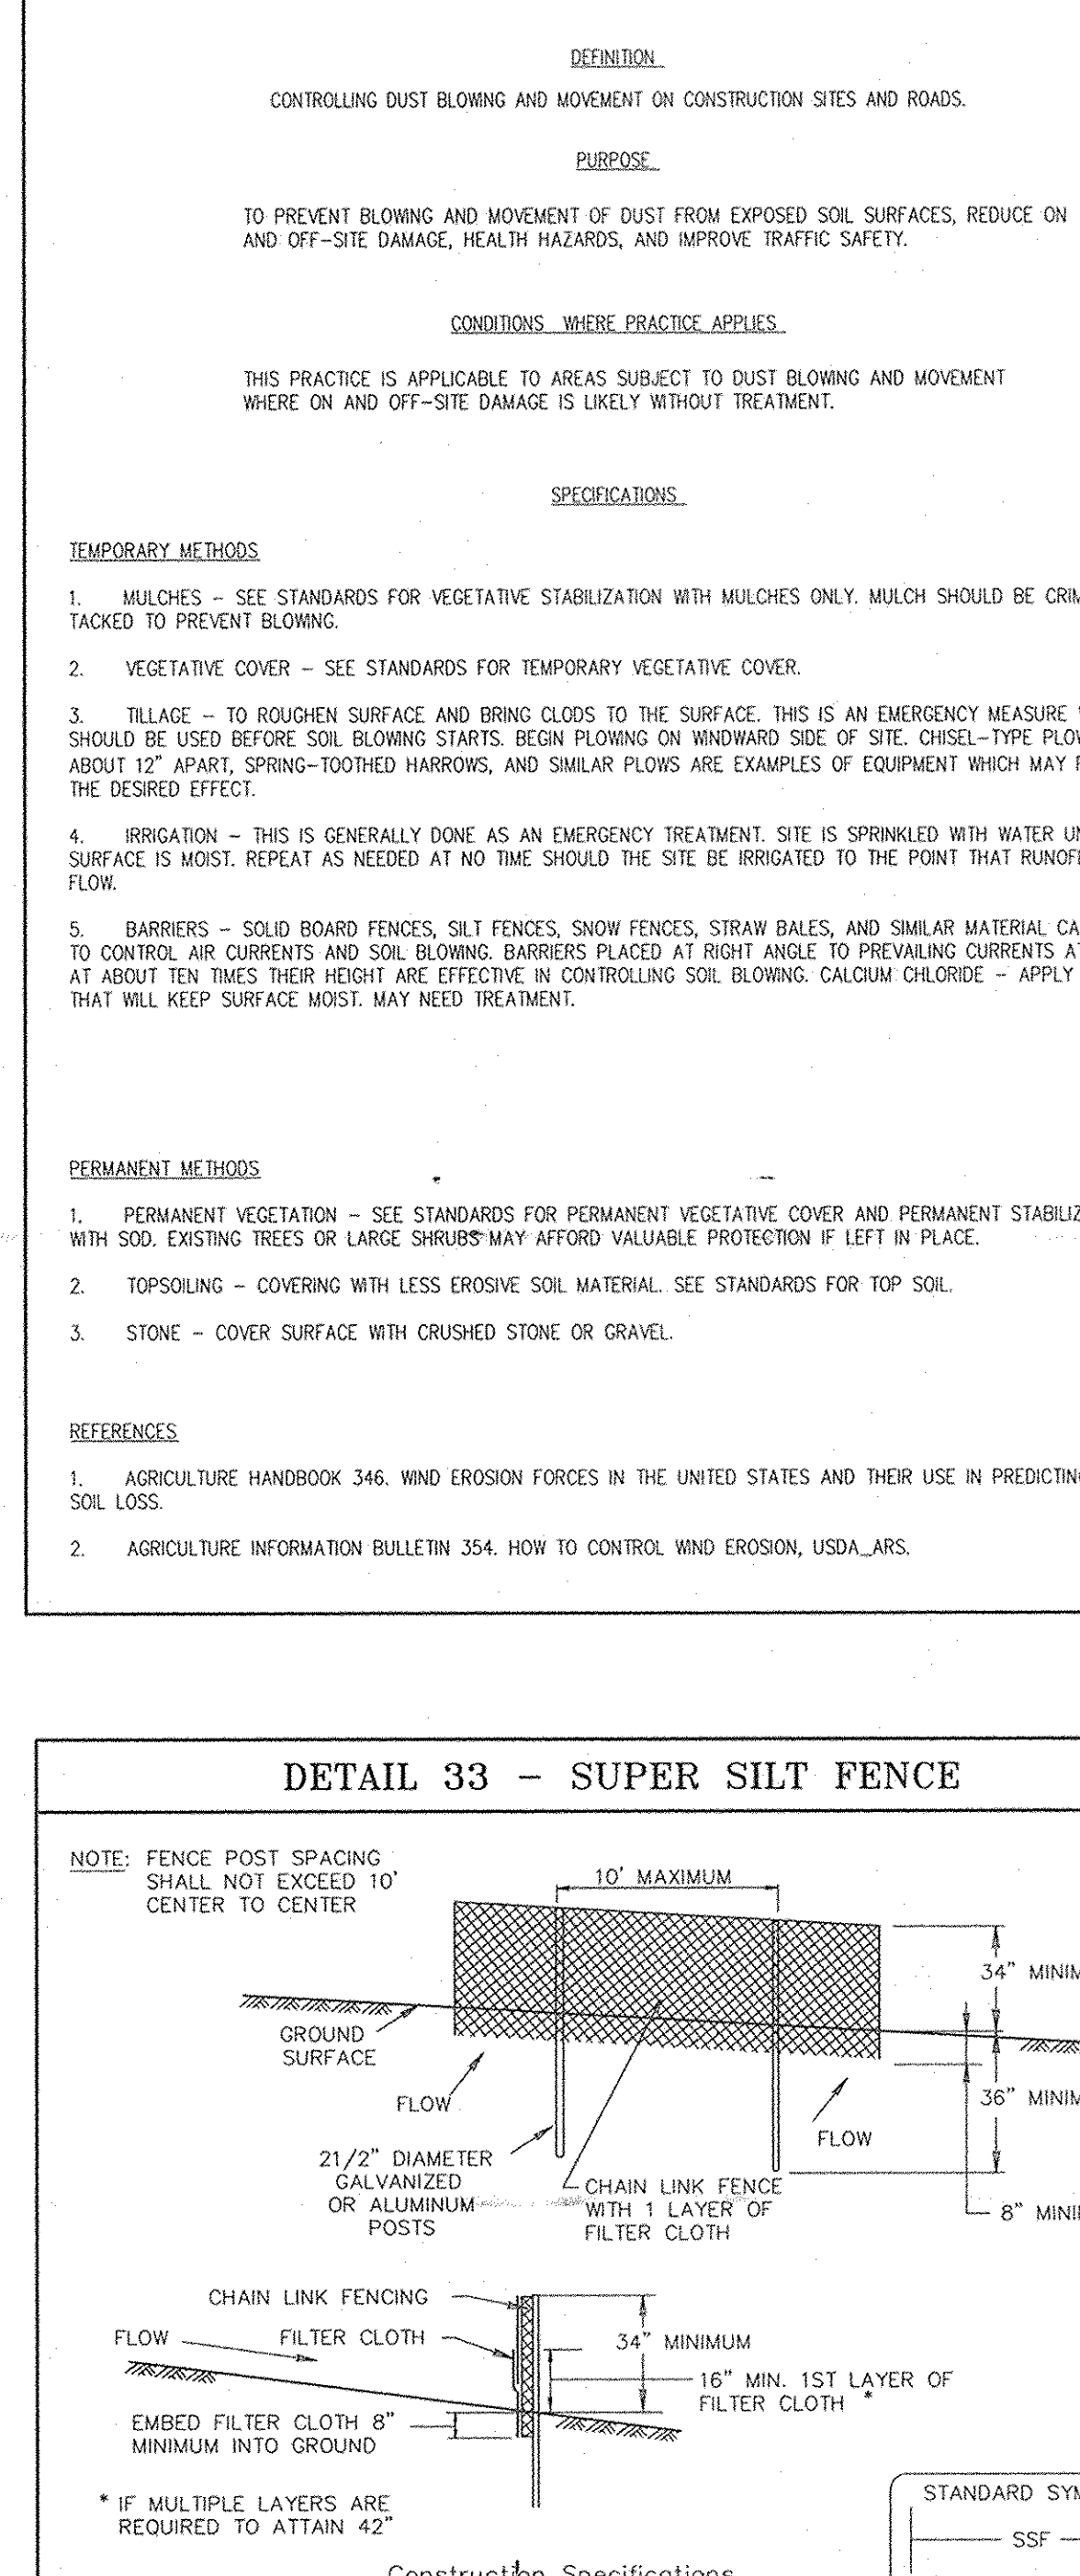 DEFINITION
CONTROLLING DUST BLOWING AND MOVEMENT ON CONSTRUCTION SITES AND ROADS.
PURPOSE
TO PREVENT BLOWING AND MOVEMENT OF DUST FROM EXPOSED SOIL SURFACES, REDUCE ON
AND OFF-SITE DAMAGE, HEALTH HAZARDS, AND IMPROVE TRAFFIC SAFETY.
CONDITIONS WHERE PRACTICE APPLIES
THIS PRACTICE IS APPLICABLE TO AREAS SUBJECT TO DUST BLOWING AND MOVEMENT
WHERE ON AND OFF-SITE DAMAGE IS LIKELY WITHOUT TREATMENT.
SPECIFICATIONS
TEMPORARY METHODS
1. MULCHES - SEE STANDARDS FOR VEGETATIVE STABILIZATION WITH MULCHES ONLY. MULCH SHOULD BE
TACKED TO PREVENT BLOWING.
2. VEGETATIVE COVER - SEE STANDARDS FOR TEMPORARY VEGETATIVE COVER.
3. TILLAGE - TO ROUGHEN SURFACE AND BRING CLODS TO THE SURFACE. THIS IS AN EMERGENCY MEASURE
SHOULD BE USED BEFORE SOIL BLOWING STARTS. BEGIN PLOWING ON WINDWARD SIDE OF SITE. CHISEL-TYPE
ABOUT 12" APART, SPRING-TOOTHED HARROWS, AND SIMILAR PLOWS ARE EXAMPLES OF EQUIPMENT WHICH MAY
THE DESIRED EFFECT.
4. IRRIGATION - THIS IS GENERALLY DONE AS AN EMERGENCY TREATMENT. SITE IS SPRINKLED WITH WATER
SURFACE IS MOIST. REPEAT AS NEEDED AT NO TIME SHOULD THE SITE BE IRRIGATED TO THE POINT THAT
FLOW.
5. BARRIERS - SOLID BOARD FENCES, SILT FENCES, SNOW FENCES, STRAW BALES, AND SIMILAR MATERIAL
TO CONTROL AIR CURRENTS AND SOIL BLOWING. BARRIERS PLACED AT RIGHT ANGLE TO PREVAILING CURRENTS
AT ABOUT TEN TIMES THEIR HEIGHT ARE EFFECTIVE IN CONTROLLING SOIL BLOWING. CALCIUM CHLORIDE - APPLY
THAT WILL KEEP SURFACE MOIST. MAY NEED TREATMENT.
PERMANENT METHODS
1. PERMANENT VEGETATION - SEE STANDARDS FOR PERMANENT VEGETATIVE COVER AND PERMANENT
WITH SOD. EXISTING TREES OR LARGE SHRUBS MAY AFFORD VALUABLE PROTECTION IF LEFT IN PLACE.
2. TOPSOILING - COVERING WITH LESS EROSIVE SOIL MATERIAL. SEE STANDARDS FOR TOP SOIL.
3. STONE - COVER SURFACE WITH CRUSHED STONE OR GRAVEL.
REFERENCES
1. AGRICULTURE HANDBOOK 346. WIND EROSION FORCES IN THE UNITED STATES AND THEIR USE IN
SOIL LOSS.
2. AGRICULTURE INFORMATION BULLETIN 354. HOW TO CONTROL WIND EROSION, USDA_ARS.
DETAIL 33 - SUPER SILT FENCE
NOTE: FENCE POST SPACING
SHALL NOT EXCEED 10'
CENTER TO CENTER
10' MAXIMUM
34"
GROUND
SURFACE
FLOW
36"
FLOW
21/2" DIAMETER
GALVANIZED
OR ALUMINUM
POSTS
CHAIN LINK FENCE
WITH 1 LAYER OF
FILTER CLOTH
8"
CHAIN LINK FENCING
FLOW
FILTER CLOTH
34" MINIMUM
16" MIN. 1ST LAYER OF
FILTER CLOTH *
EMBED FILTER CLOTH 8"
MINIMUM INTO GROUND
* IF MULTIPLE LAYERS ARE
REQUIRED TO ATTAIN 42"
STANDARD
SSF
Construction Specifications